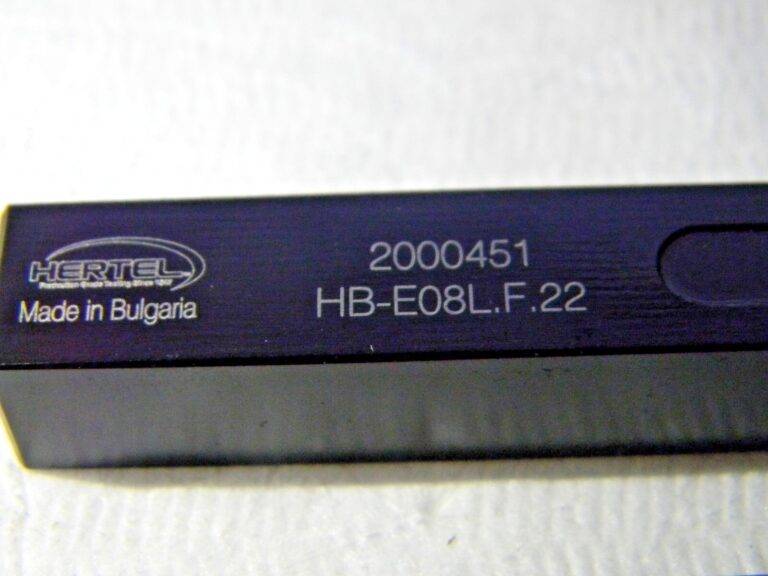 HERTEL
Made in Bulgaria
2000451
HB-E08L.F.22